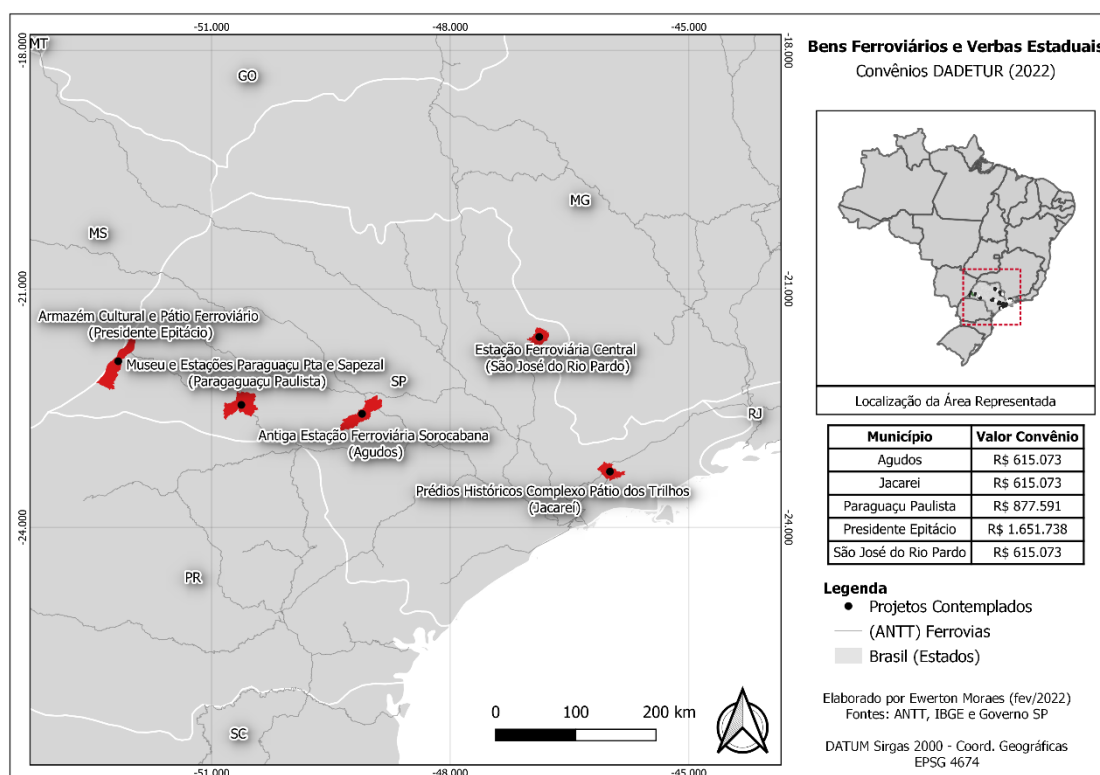 -51.000
-48.000
-45.000
-18.000
-18.000
MT
GO
MG
MS
-21.000
-21.000
Armazém Cultural e Pátio Ferroviário
(Presidente Epitácio)
Museu e Estações Paraguaçu Pta e Sapezal
(Paragaguaçu Paulista)
SP
Estação Ferroviária Central
(São José do Rio Pardo)
RJ
Antiga Estação Ferroviária Sorocabana
(Agudos)
Prédios Históricos Complexo Pátio dos Trilhos
(Jacarei)
-24.000
-24.000
PR
SC
0 100 200 km
-51.000
-48.000
-45.000
Bens Ferroviários e Verbas Estaduais
Convênios DADETUR (2022)
Localização da Área Representada
Município Valor Convênio
Agudos R$ 615.073
Jacarei R$ 615.073
Paraguaçu Paulista R$ 877.591
Presidente Epitácio R$ 1.651.738
São José do Rio Pardo R$ 615.073
Legenda
Projetos Contemplados
(ANTT) Ferrovias
Brasil (Estados)
Elaborado por Ewerton Moraes (fev/2022)
Fontes: ANTT, IBGE e Governo SP
DATUM Sirgas 2000 - Coord. Geográficas
EPSG 4674